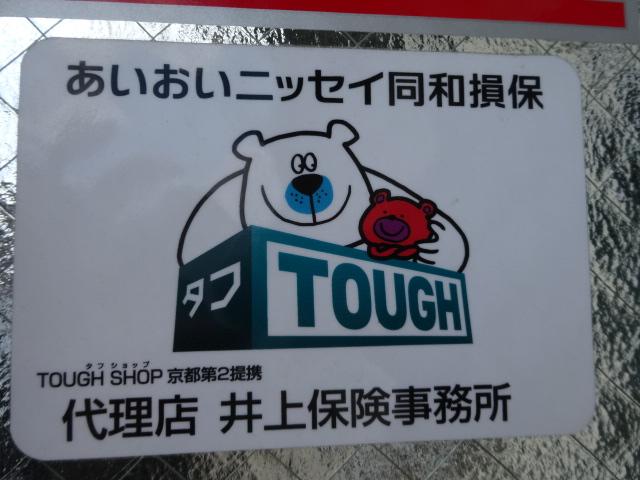 あいおいニッセイ同和損保
タフ TOUGH
タフショップ
TOUGH SHOP 京都第2提携
代理店 井上保険事務所